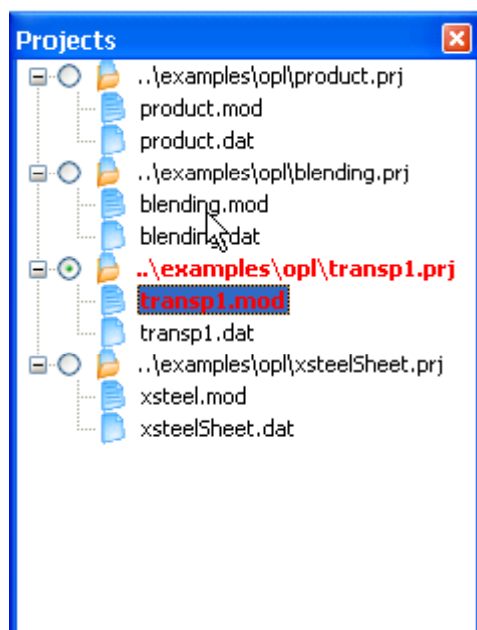 Projects
..\examples\opl\product.prj
product.mod
product.dat
..\examples\opl\blending.prj
blending.mod
blending.dat
..\examples\opl\transp1.prj
transp1.mod
transp1.dat
..\examples\opl\xsteelSheet.prj
xsteel.mod
xsteelSheet.dat